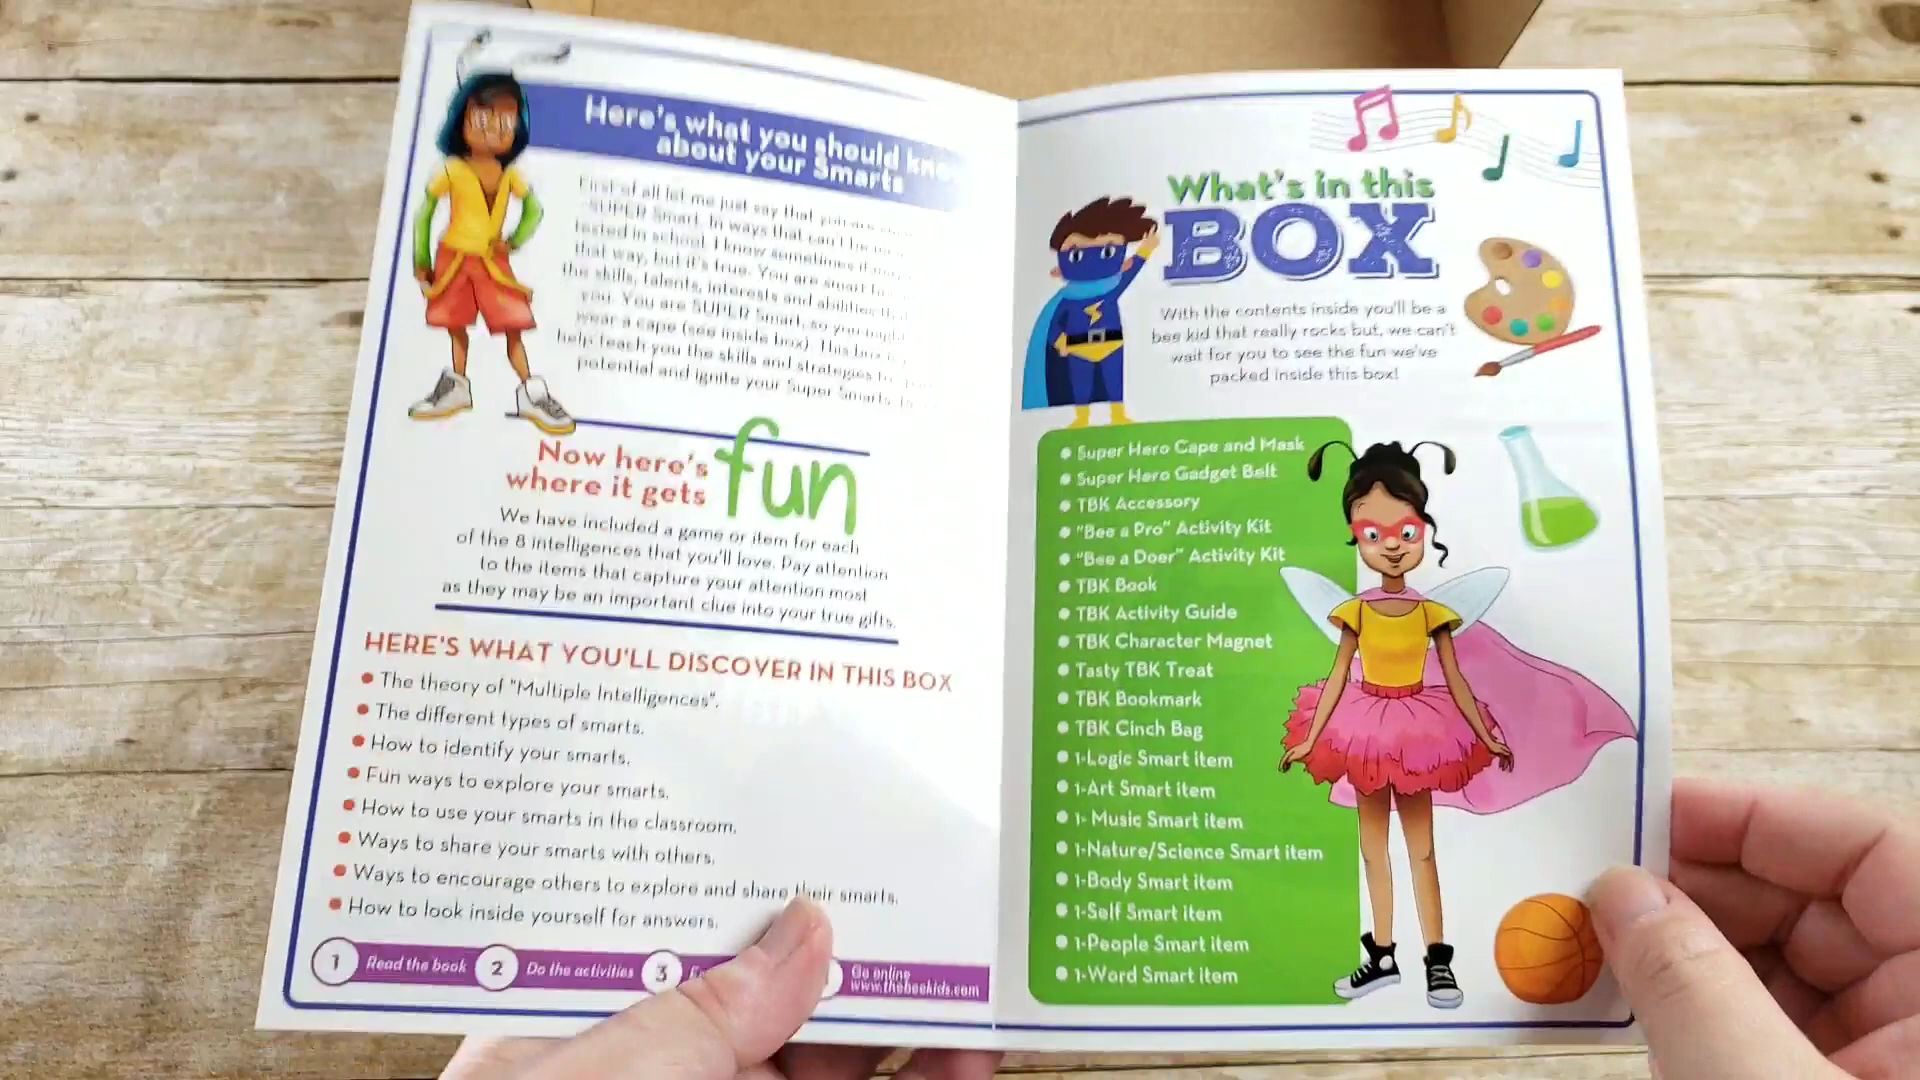 Here's what you should
about your Smarts
First of all let me just say that you are
SUPER Smart. In ways that can't be
tested in school. I know sometimes it
that way, but it's true. You are smart
the skills, talents, interests and abilities that
you. You are SUPER Smart, so you might
wear a cape (see inside box). This box
help teach you the skills and strategies to
potential and ignite your Super Smarts.
Now here's
where it gets
fun
We have included a game or item for each
of the 8 intelligences that you'll love. Pay attention
to the items that capture your attention most
as they may be an important clue into your true gifts.
HERE'S WHAT YOU'LL DISCOVER IN THIS BOX
• The theory of "Multiple Intelligences".
• The different types of smarts.
• How to identify your smarts.
• Fun ways to explore your smarts.
• How to use your smarts in the classroom.
• Ways to share your smarts with others.
• Ways to encourage others to explore and share their smarts.
• How to look inside yourself for answers.
1 Read the book 2 Do the activities 3
Go online
www.thebeekids.com
What's in this
BOX
With the contents inside you'll be a
bee kid that really rocks but, we can't
wait for you to see the fun we've
packed inside this box!
• Super Hero Cape and Mask
• Super Hero Gadget Belt
• TBK Accessory
• "Bee a Pro" Activity Kit
• "Bee a Doer" Activity Kit
• TBK Book
• TBK Activity Guide
• TBK Character Magnet
• Tasty TBK Treat
• TBK Bookmark
• TBK Cinch Bag
• 1-Logic Smart item
• 1-Art Smart item
• 1- Music Smart item
• 1-Nature/Science Smart item
• 1-Body Smart item
• 1-Self Smart item
• 1-People Smart item
• 1-Word Smart item